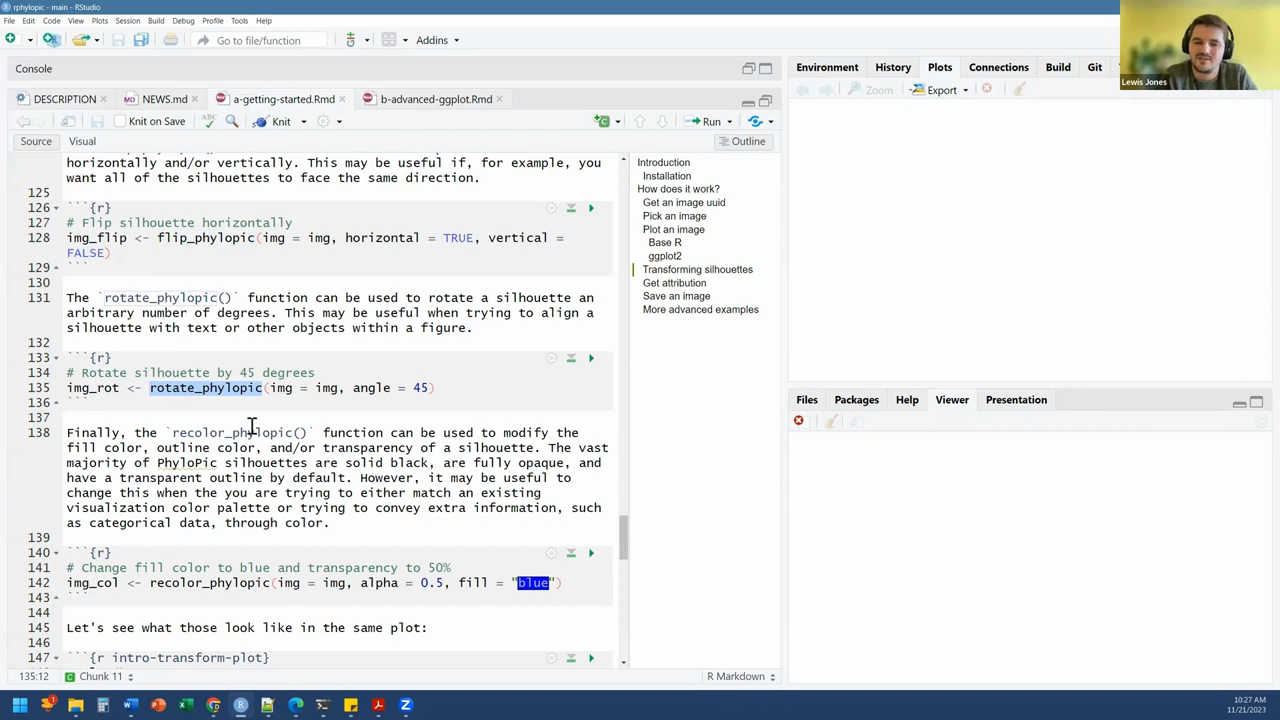 rphylopic - main - RStudio
File Edit Code View Plots Session Build Debug Profile Tools Help
Go to file/function
Addins
Lewis Jones
Console
Environment History Plots Connections Build Git
Zoom Export
DESCRIPTION NEWS.md a-getting-started.Rmd b-advanced-ggplot.Rmd
Knit on Save ABC Knit Run
Source Visual Outline
horizontally and/or vertically. This may be useful if, for example, you
want all of the silhouettes to face the same direction.
125
126 ```{r}
127 # Flip silhouette horizontally
128 img_flip <- flip_phylopic(img = img, horizontal = TRUE, vertical =
FALSE)
129 ```
130
131 The `rotate_phylopic()` function can be used to rotate a silhouette an
arbitrary number of degrees. This may be useful when trying to align a
silhouette with text or other objects within a figure.
132
133 ```{r}
134 # Rotate silhouette by 45 degrees
135 img_rot <- rotate_phylopic(img = img, angle = 45)
136 ```
137
138 Finally, the `recolor_phylopic()` function can be used to modify the
fill color, outline color, and/or transparency of a silhouette. The vast
majority of PhyloPic silhouettes are solid black, are fully opaque, and
have a transparent outline by default. However, it may be useful to
change this when the you are trying to either match an existing
visualization color palette or trying to convey extra information, such
as categorical data, through color.
139
140 ```{r}
141 # Change fill color to blue and transparency to 50%
142 img_col <- recolor_phylopic(img = img, alpha = 0.5, fill = "blue")
143 ```
144
145 Let's see what those look like in the same plot:
146
147 ```{r intro-transform-plot}
135:12 Chunk 11 R Markdown
Introduction
Installation
How does it work?
Get an image uuid
Pick an image
Plot an image
Base R
ggplot2
Transforming silhouettes
Get attribution
Save an image
More advanced examples
Files Packages Help Viewer Presentation
10:27 AM
11/21/2023